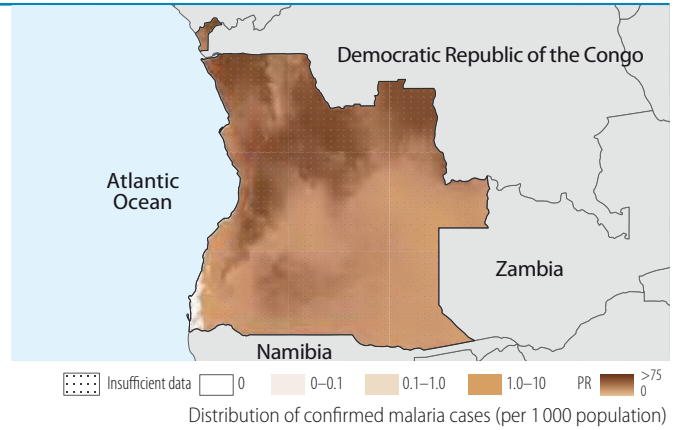 Democratic Republic of the Congo
Atlantic
Ocean
Zambia
Namibia
Insufficient data 0 0–0.1 0.1–1.0 1.0–10 PR >75
0
Distribution of confirmed malaria cases (per 1 000 population)